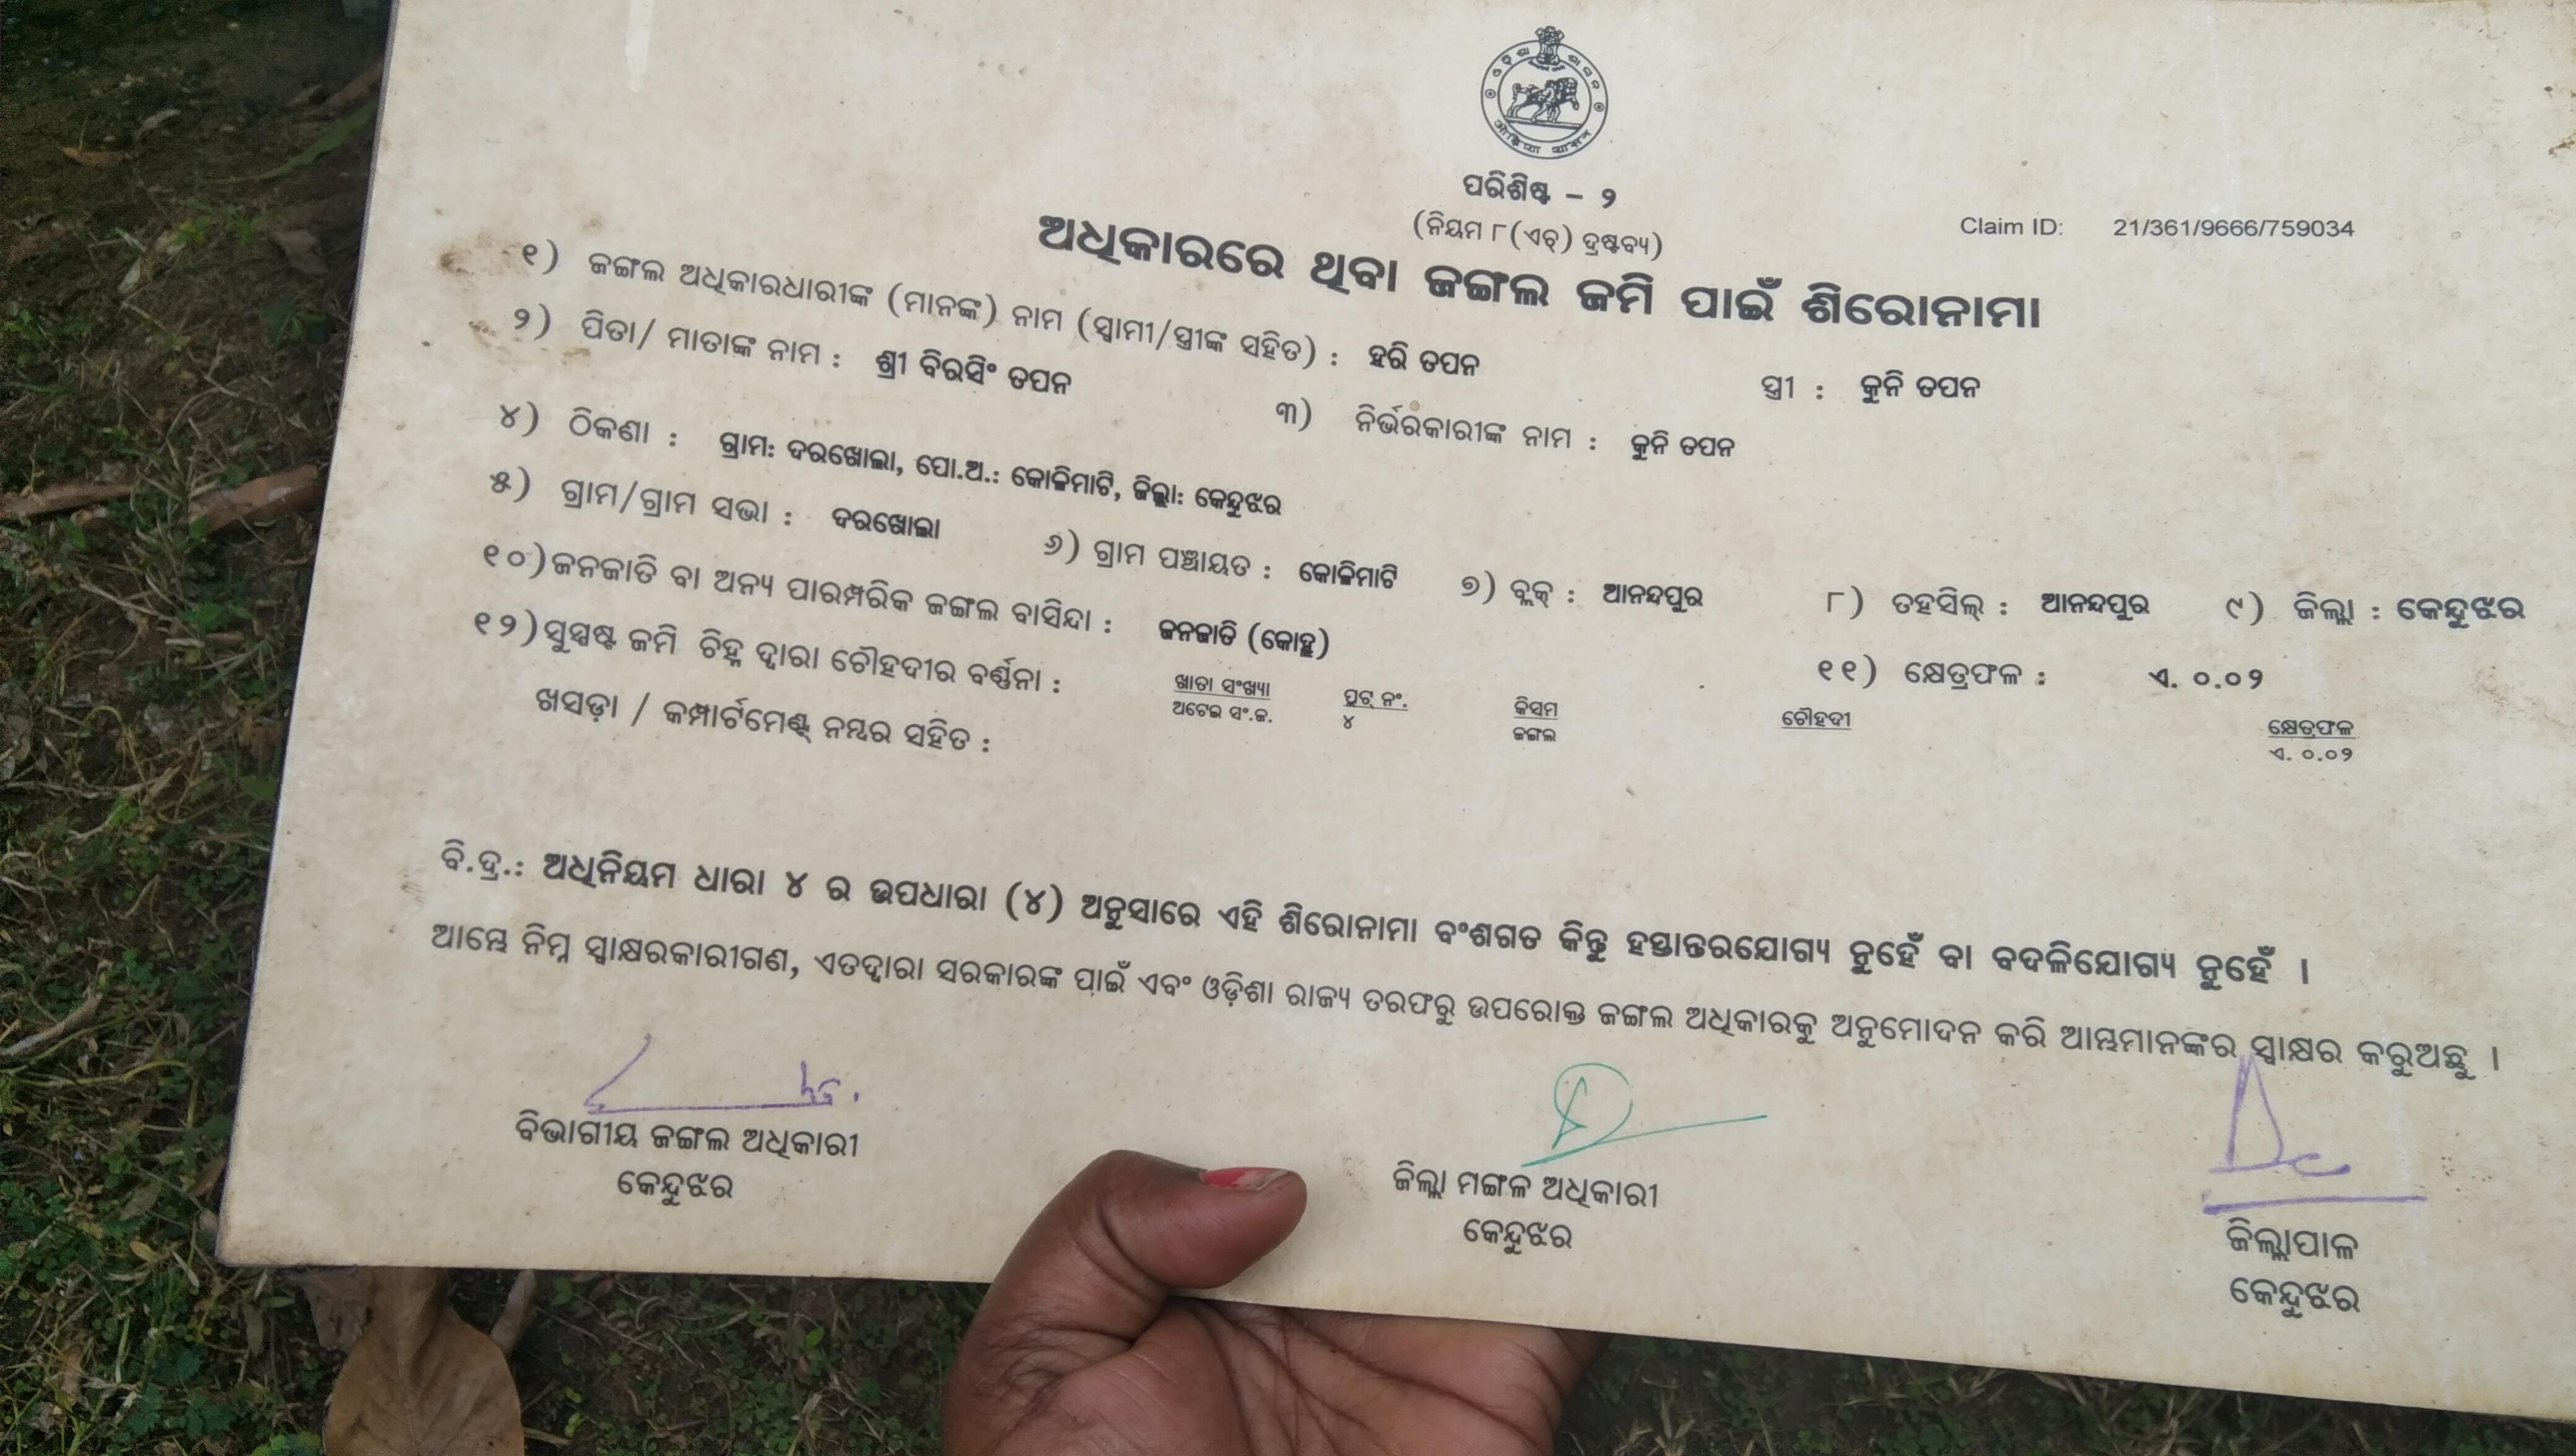 ଓଡ଼ିଶା ଶାସନ
ପରିଶିଷ୍ଟ – ୨
(ନିୟମ ୮(ଏଚ୍) ଦ୍ରଷ୍ଟବ୍ୟ)
Claim ID: 21/361/9666/759034
ଅଧିକାରରେ ଥିବା ଜଙ୍ଗଲ ଜମି ପାଇଁ ଶିରୋନାମା
୧) ଜଙ୍ଗଲ ଅଧିକାରଧାରୀଙ୍କ (ମାନଙ୍କ) ନାମ (ସ୍ୱାମୀ/ସ୍ତ୍ରୀଙ୍କ ସହିତ) : ହରି ତପନ ସ୍ତ୍ରୀ : କୁନି ତପନ
୨) ପିତା/ ମାତାଙ୍କ ନାମ : ଶ୍ରୀ ବିରସିଂ ତପନ ୩) ନିର୍ଭରକାରୀଙ୍କ ନାମ : କୁନି ତପନ
୪) ଠିକଣା : ଗ୍ରାମ: ଦରଖୋଲା, ପୋ.ଅ.: କୋଳିମାଟି, ଜିଲ୍ଲା: କେନ୍ଦୁଝର
୫) ଗ୍ରାମ/ଗ୍ରାମ ସଭା : ଦରଖୋଲା ୬) ଗ୍ରାମ ପଞ୍ଚାୟତ : କୋଳିମାଟି ୭) ବ୍ଲକ୍ : ଆନନ୍ଦପୁର ୮) ତହସିଲ୍ : ଆନନ୍ଦପୁର ୯) ଜିଲ୍ଲା : କେନ୍ଦୁଝର
୧୦)ଜନଜାତି ବା ଅନ୍ୟ ପାରମ୍ପରିକ ଜଙ୍ଗଲ ବାସିନ୍ଦା : ଜନଜାତି (କୋହ୍ଲ) ୧୧) କ୍ଷେତ୍ରଫଳ : ଏ. ୦.୦୨
୧୨)ସୁସ୍ପଷ୍ଟ ଜମି ଚିହ୍ନ ଦ୍ୱାରା ଚୌହଦୀର ବର୍ଣ୍ଣନା : ଖାତା ସଂଖ୍ୟା ପ୍ଲଟ୍ ନଂ. କିସମ ଚୌହଦୀ କ୍ଷେତ୍ରଫଳ
ଖସଡ଼ା / କମ୍ପାର୍ଟମେଣ୍ଟ୍ ନମ୍ବର ସହିତ : ଅଟେଇ ସଂ.ଜ. ୪ ଜଙ୍ଗଲ ଏ. ୦.୦୨
ବି.ଦ୍ର.: ଅଧିନିୟମ ଧାରା ୪ ର ଉପଧାରା (୪) ଅନୁସାରେ ଏହି ଶିରୋନାମା ବଂଶଗତ କିନ୍ତୁ ହସ୍ତାନ୍ତରଯୋଗ୍ୟ ନୁହେଁ ବା ବଦଳିଯୋଗ୍ୟ ନୁହେଁ ।
ଆମ୍ଭେ ନିମ୍ନ ସ୍ୱାକ୍ଷରକାରୀଗଣ, ଏତଦ୍ୱାରା ସରକାରଙ୍କ ପାଇଁ ଏବଂ ଓଡ଼ିଶା ରାଜ୍ୟ ତରଫରୁ ଉପରୋକ୍ତ ଜଙ୍ଗଲ ଅଧିକାରକୁ ଅନୁମୋଦନ କରି ଆମ୍ଭମାନଙ୍କର ସ୍ୱାକ୍ଷର କରୁଅଛୁ ।
ବିଭାଗୀୟ ଜଙ୍ଗଲ ଅଧିକାରୀ
କେନ୍ଦୁଝର
ଜିଲ୍ଲା ମଙ୍ଗଳ ଅଧିକାରୀ
କେନ୍ଦୁଝର
ଜିଲ୍ଲାପାଳ
କେନ୍ଦୁଝର